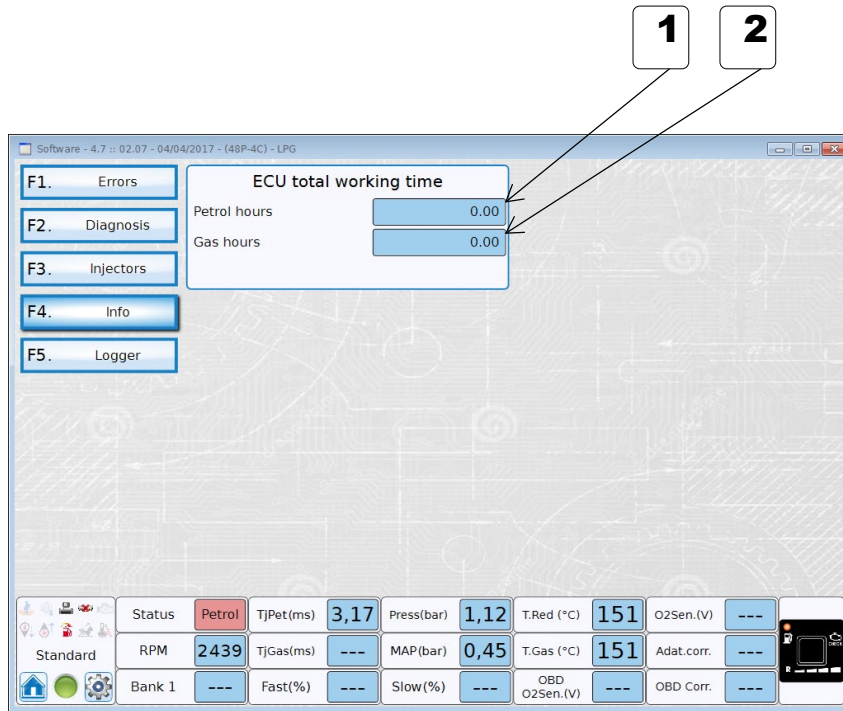 1 2
Software - 4.7 :: 02.07 - 04/04/2017 - (48P-4C) - LPG
F1. Errors
F2. Diagnosis
F3. Injectors
F4. Info
F5. Logger
ECU total working time
Petrol hours 0.00
Gas hours 0.00
Standard
Status Petrol TjPet(ms) 3,17 Press(bar) 1,12 T.Red (°C) 151 O2Sen.(V) ---
RPM 2439 TjGas(ms) --- MAP(bar) 0,45 T.Gas (°C) 151 Adat.corr. ---
Bank 1 --- Fast(%) --- Slow(%) --- OBD O2Sen.(V) --- OBD Corr. ---
CHECK
R